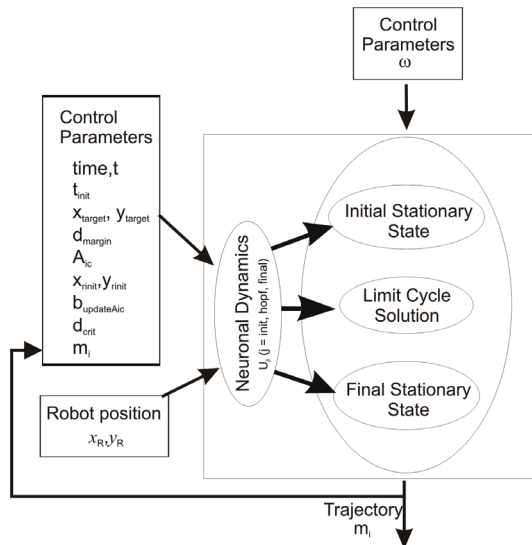 Control
Parameters
ω
Control
Parameters
time,t
t_init
x_target, y_target
d_margin
A_ic
x_rinit,y_rinit
b_updateAic
d_crit
m_i
Robot position
x_R,y_R
Neuronal Dynamics
U_j (j = init, hopf, final)
Initial Stationary
State
Limit Cycle
Solution
Final Stationary
State
Trajectory
m_i